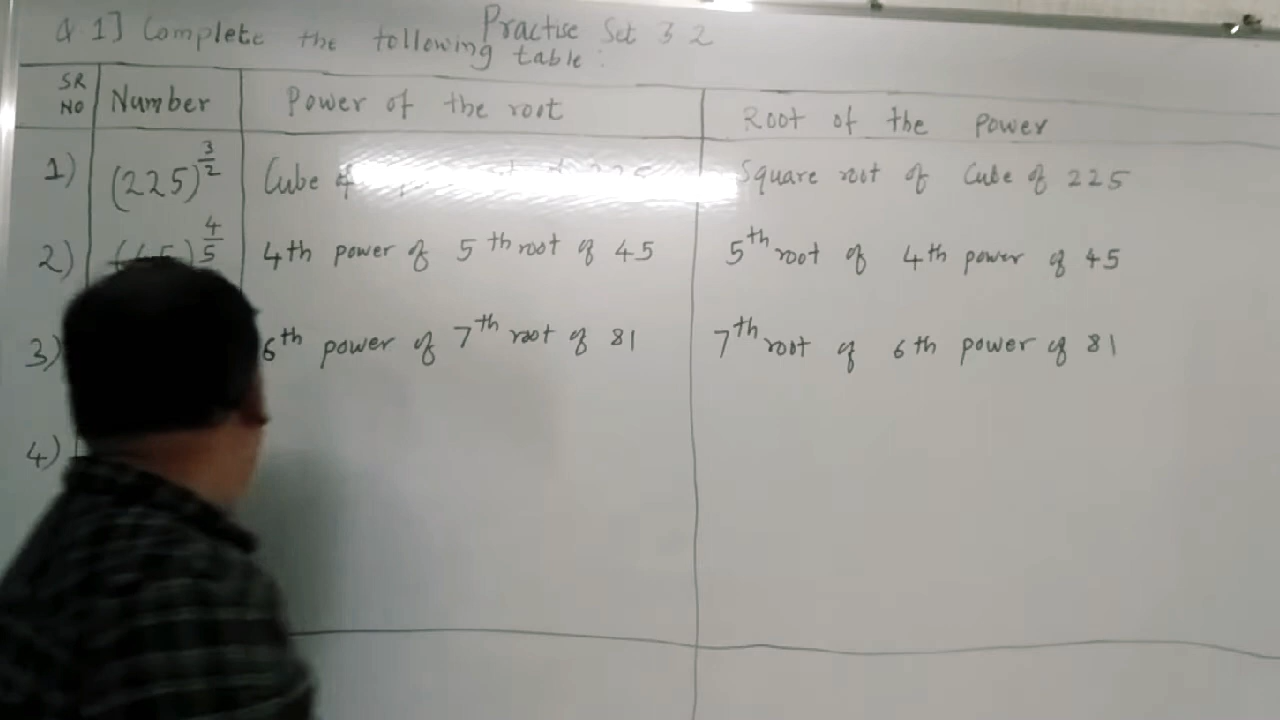 Practise Set 3 2
Q 1] Complete the following table :
SR NO Number Power of the root Root of the power
1) (225)^3/2 Cube of 225 Square root of Cube of 225
2) (45)^4/5 4th power of 5th root of 45 5th root of 4th power of 45
3) 6th power of 7th root of 81 7th root of 6th power of 81
4)